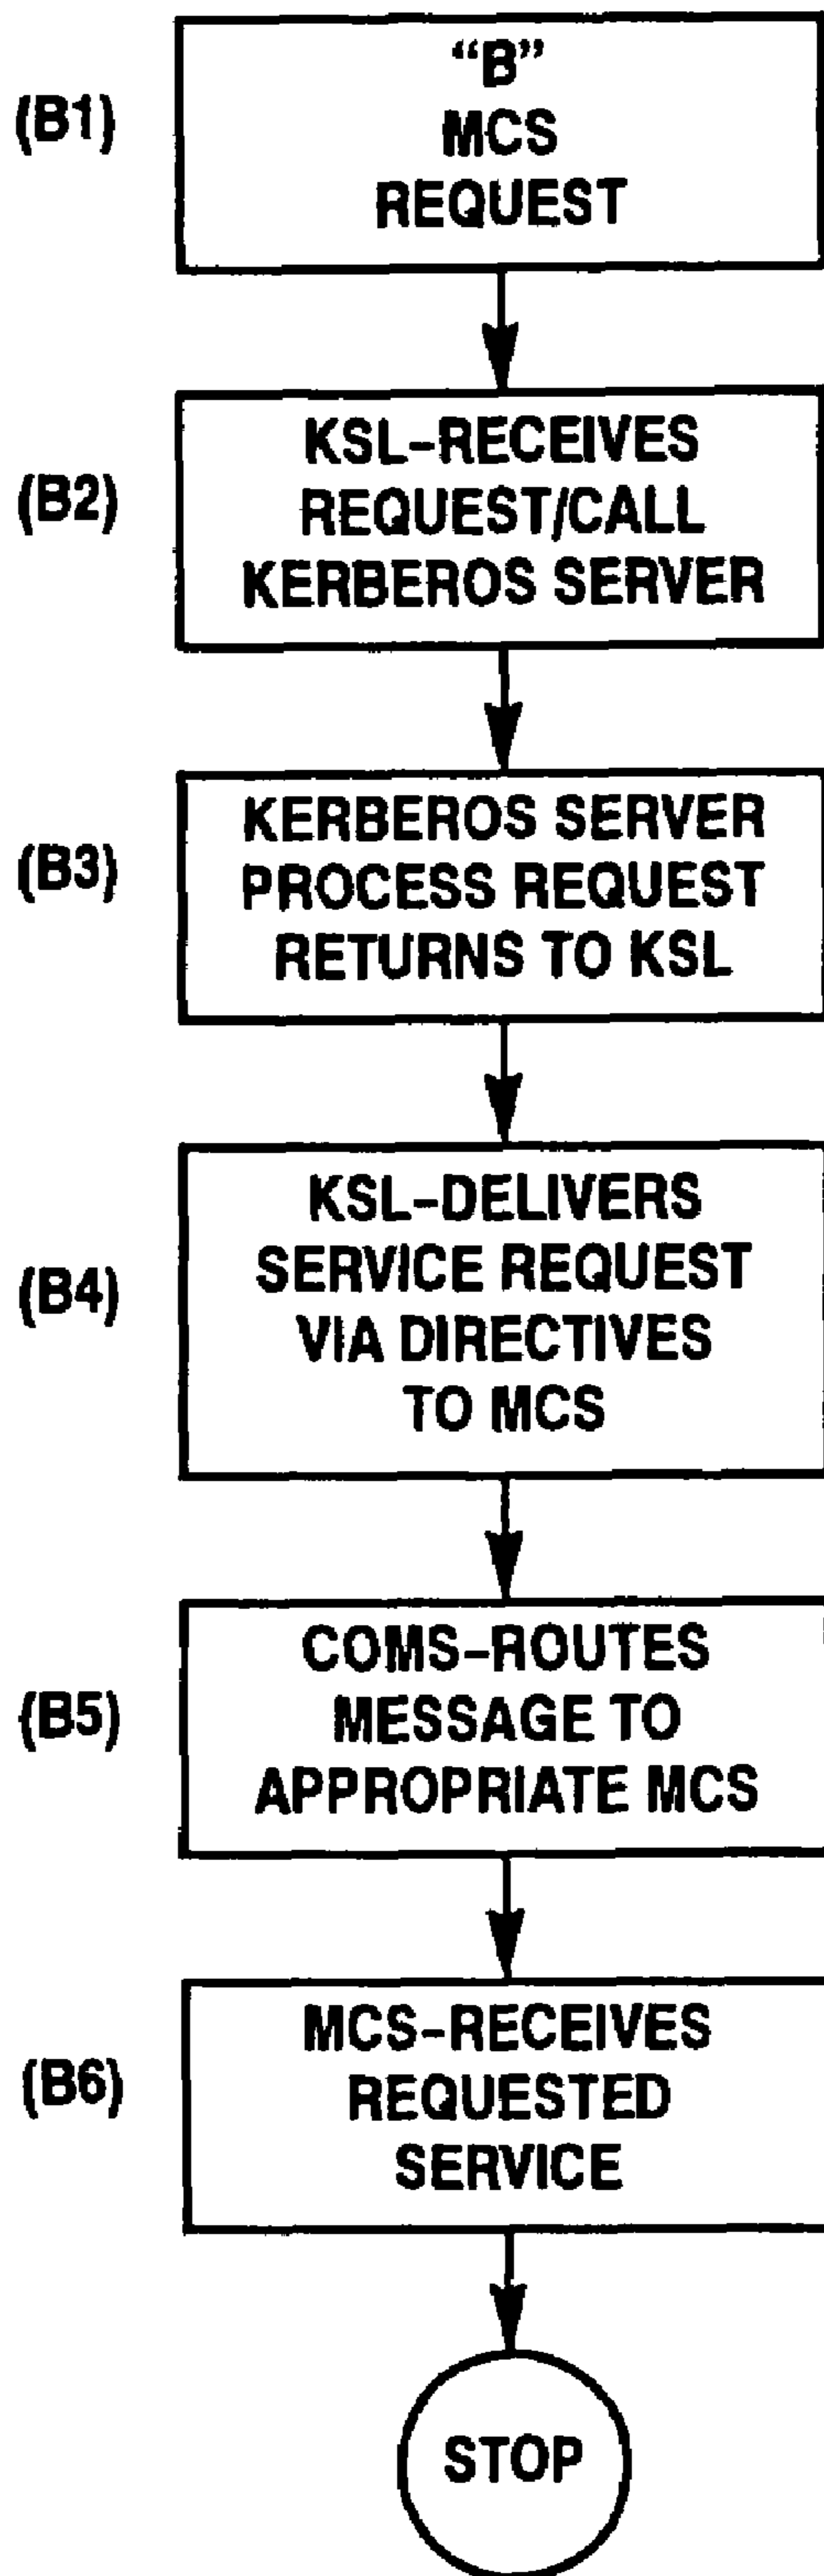 (B1)
“B”
MCS
REQUEST
(B2)
KSL-RECEIVES
REQUEST/CALL
KERBEROS SERVER
(B3)
KERBEROS SERVER
PROCESS REQUEST
RETURNS TO KSL
(B4)
KSL-DELIVERS
SERVICE REQUEST
VIA DIRECTIVES
TO MCS
(B5)
COMS-ROUTES
MESSAGE TO
APPROPRIATE MCS
(B6)
MCS-RECEIVES
REQUESTED
SERVICE
STOP